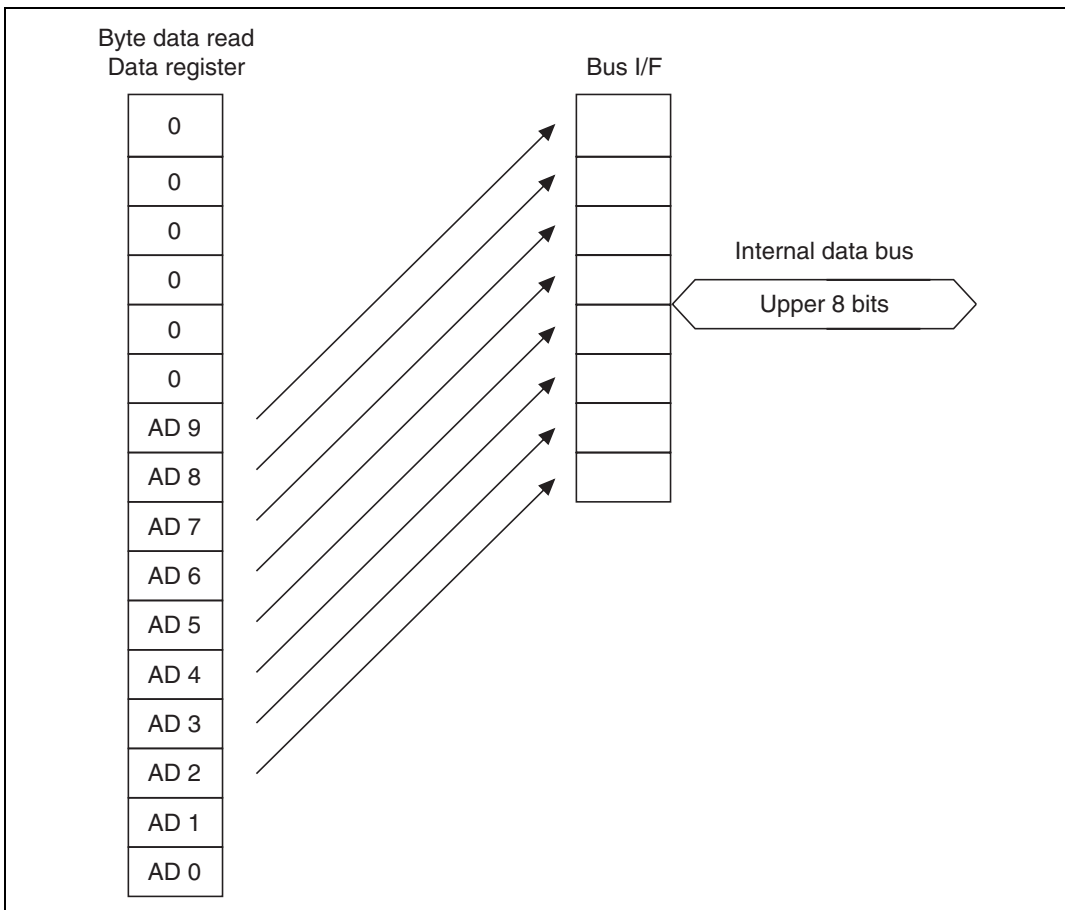 Byte data read
Data register
Bus I/F
0
0
0
0
0
0
AD 9
AD 8
AD 7
AD 6
AD 5
AD 4
AD 3
AD 2
AD 1
AD 0
Internal data bus
Upper 8 bits